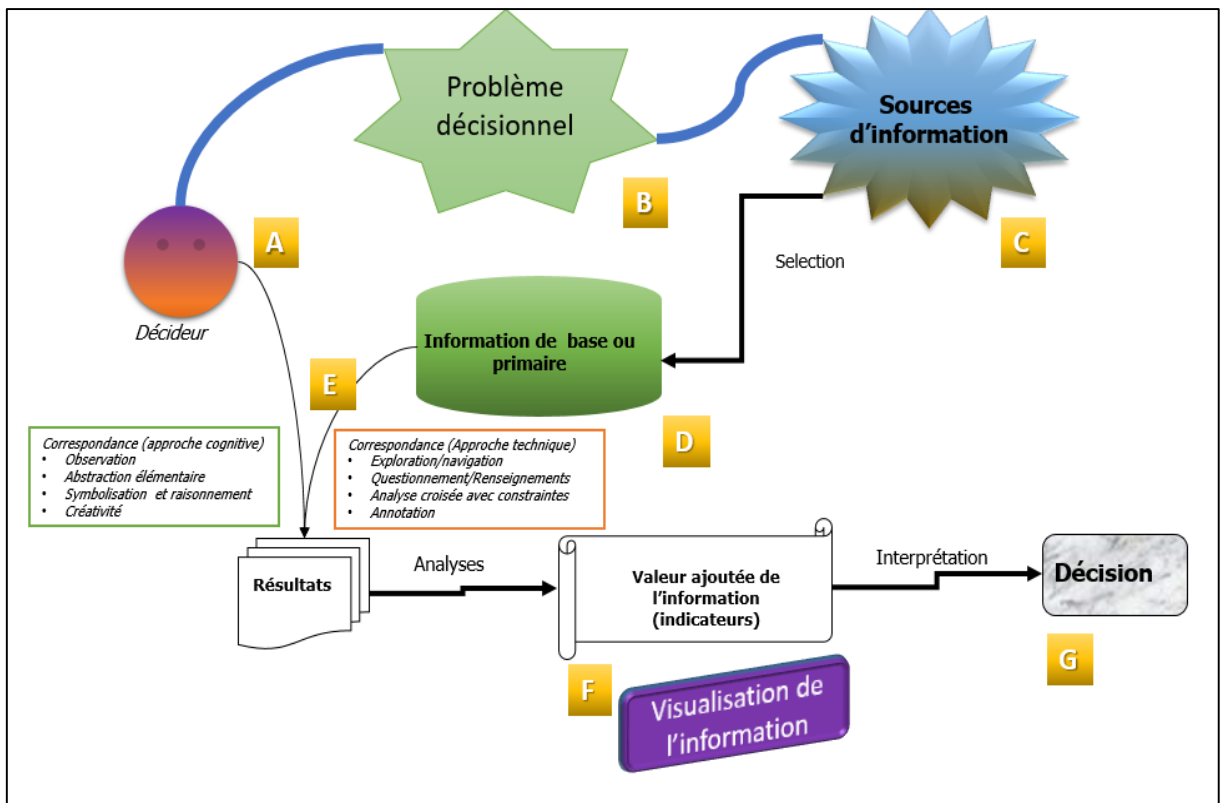 Problème
décisionnel
B
Sources
d’information
C
A
Décideur
Selection
Information de base ou
primaire
D
E
Correspondance (approche cognitive)
• Observation
• Abstraction élémentaire
• Symbolisation et raisonnement
• Créativité
Correspondance (Approche technique)
• Exploration/navigation
• Questionnement/Renseignements
• Analyse croisée avec constraintes
• Annotation
Résultats
Analyses
Valeur ajoutée de
l’information
(indicateurs)
Interprétation
Décision
F
Visualisation de
l’information
G